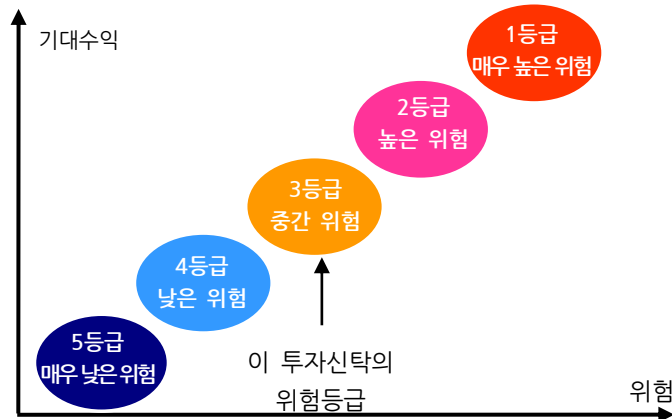 기대수익
1등급
매우 높은 위험
2등급
높은 위험
3등급
중간 위험
4등급
낮은 위험
5등급
매우 낮은 위험
이 투자신탁의
위험등급
위험